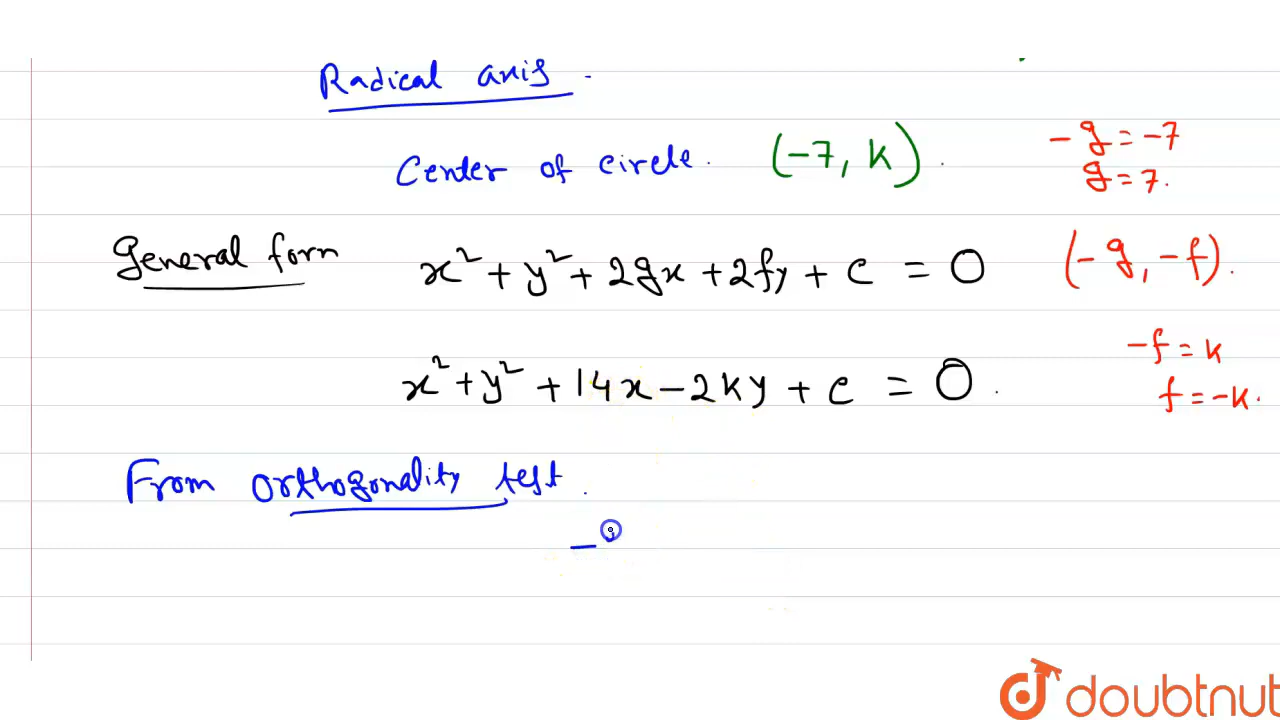 Radical axis.
Center of circle. (-7, k).
-g = -7
g = 7.
General form x² + y² + 2gx + 2fy + c = 0
(-g, -f).
-f = k
f = -k.
x² + y² + 14x - 2ky + c = 0.
From orthogonality test.
doubtnut